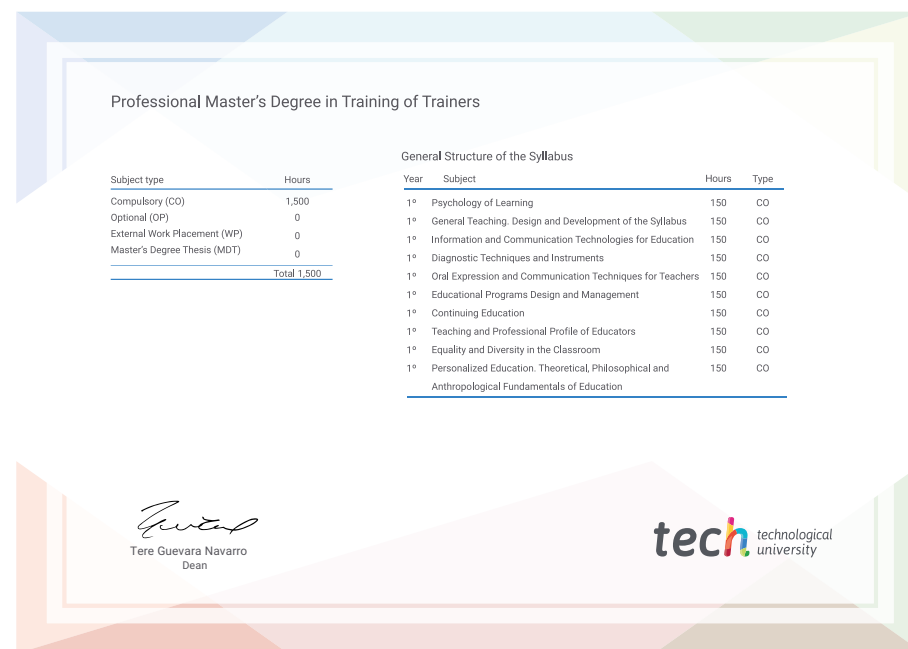 Professional Master's Degree in Training of Trainers
Subject type Hours
Compulsory (CO) 1,500
Optional (OP) 0
External Work Placement (WP) 0
Master's Degree Thesis (MDT) 0
Total 1,500
General Structure of the Syllabus
Year Subject Hours Type
1º Psychology of Learning 150 CO
1º General Teaching. Design and Development of the Syllabus 150 CO
1º Information and Communication Technologies for Education 150 CO
1º Diagnostic Techniques and Instruments 150 CO
1º Oral Expression and Communication Techniques for Teachers 150 CO
1º Educational Programs Design and Management 150 CO
1º Continuing Education 150 CO
1º Teaching and Professional Profile of Educators 150 CO
1º Equality and Diversity in the Classroom 150 CO
1º Personalized Education. Theoretical, Philosophical and 150 CO
Anthropological Fundamentals of Education
Tere Guevara Navarro
Dean
tech technological
university